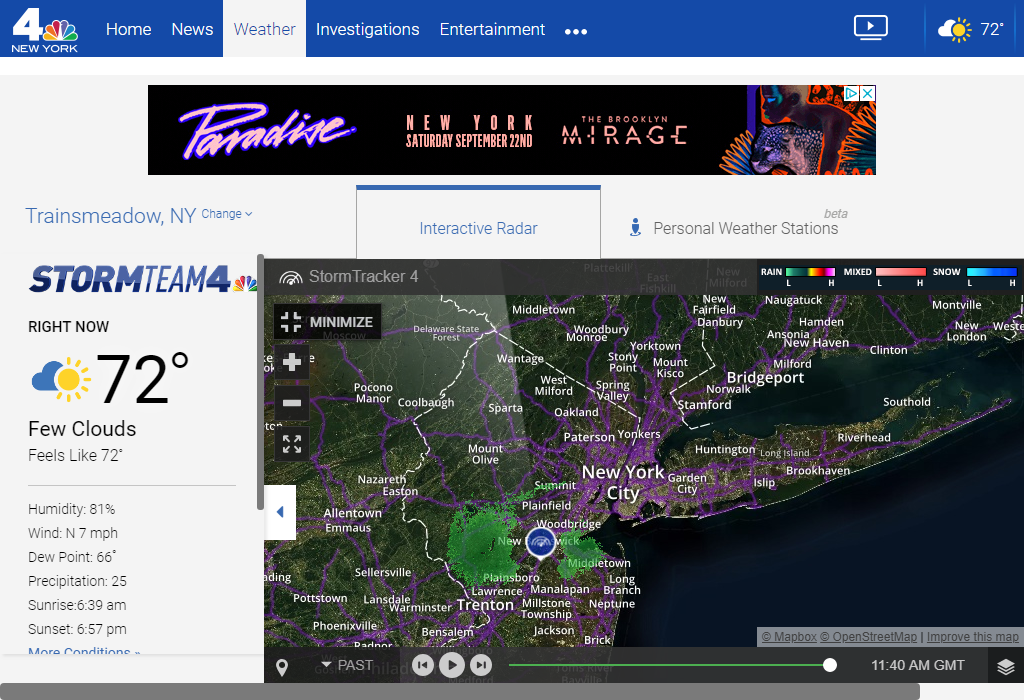 4
NEW YORK
Home
News
Weather
Investigations
Entertainment
72°
Paradise
NEW YORK
SATURDAY SEPTEMBER 22ND
THE BROOKLYN
MIRAGE
Trainsmeadow, NY Change
Interactive Radar
beta
Personal Weather Stations
STORMTEAM4
RIGHT NOW
72°
Few Clouds
Feels Like 72°
Humidity: 81%
Wind: N 7 mph
Dew Point: 66°
Precipitation: 25
Sunrise:6:39 am
Sunset: 6:57 pm
More Conditions »
StormTracker 4
RAIN
L H
MIXED
L H
SNOW
L H
MINIMIZE
Plattekill
East
Fishkill
New
Milford
Moscow
Delaware State
Forest
Middletown
New
Fairfield
Danbury
Naugatuck
Hamden
Ansonia
New Haven
Montville
New
London
Weste
Clinton
Woodbury
Monroe
Yorktown
Stony
Point
Mount
Kisco
Milford
Bridgeport
Norwalk
Stamford
Wantage
West
Milford
Spring
Valley
Pocono
Manor
Coolbaugh
Sparta
Oakland
Southold
Paterson
Yonkers
Riverhead
Mount
Olive
Huntington
Long Island
Brookhaven
New York
City
Garden
City
Islip
Nazareth
Easton
Summit
Plainfield
Allentown
Emmaus
Woodbridge
New Brunswick
Middletown
ading
Sellersville
Plainsboro
Lawrence
Manalapan
Long
Branch
Pottstown
Lansdale
Warminster
Trenton
Millstone
Township
Neptune
Phoenixville
Bensalem
Jackson
Brick
Radnor
Toms River
Bayville
© Mapbox © OpenStreetMap | Improve this map
PAST
11:40 AM GMT